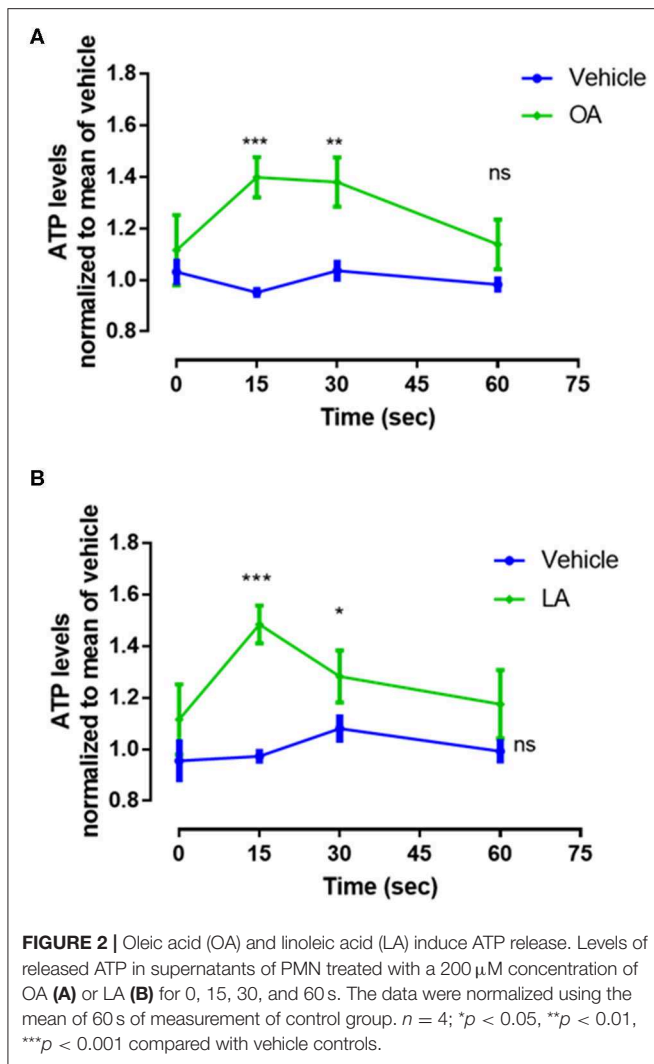 A
ATP levels
normalized to mean of vehicle
1.8
1.6
1.4
1.2
1.0
0.8
***
**
ns
Vehicle
OA
0 15 30 45 60 75
Time (sec)
B
ATP levels
normalized to mean of vehicle
1.8
1.6
1.4
1.2
1.0
0.8
***
*
ns
Vehicle
LA
0 15 30 45 60 75
Time (sec)
FIGURE 2 | Oleic acid (OA) and linoleic acid (LA) induce ATP release. Levels of
released ATP in supernatants of PMN treated with a 200 μM concentration of
OA (A) or LA (B) for 0, 15, 30, and 60 s. The data were normalized using the
mean of 60 s of measurement of control group. n = 4; *p < 0.05, **p < 0.01,
***p < 0.001 compared with vehicle controls.